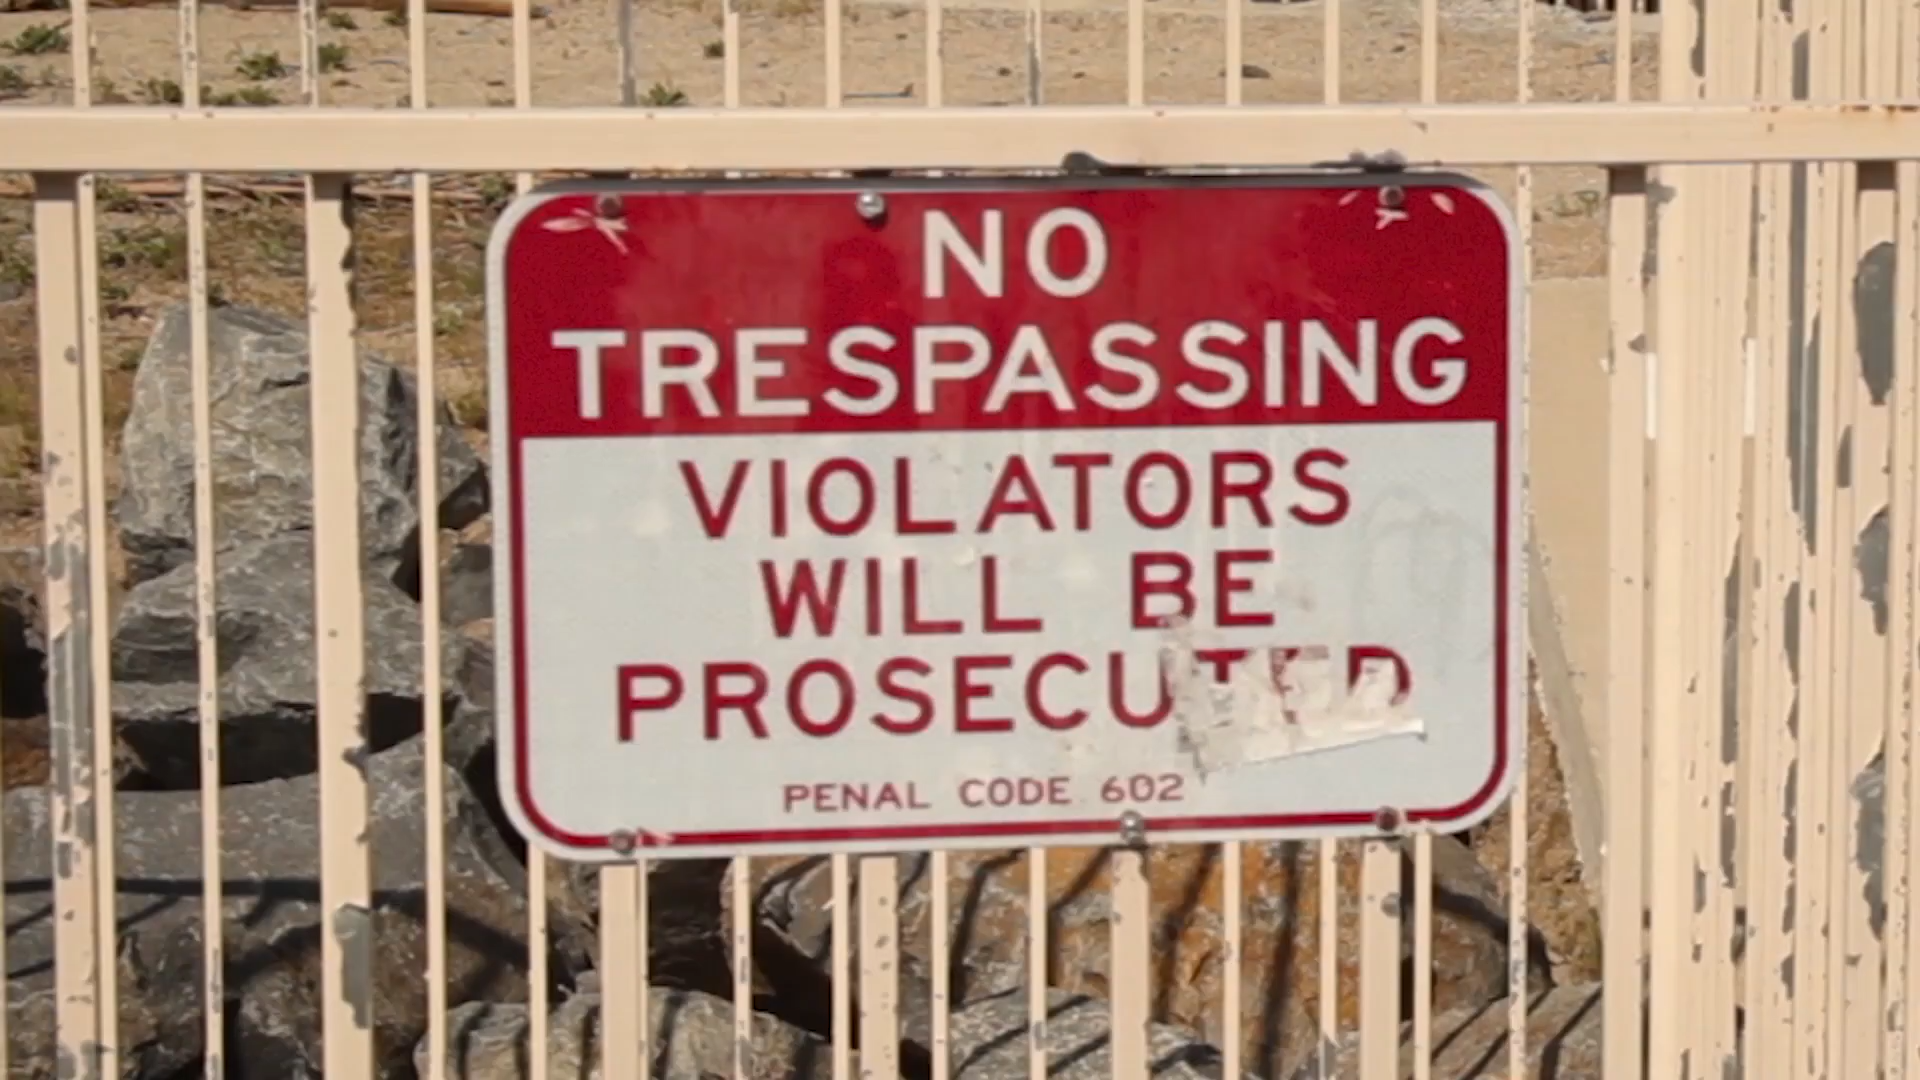 NO
TRESPASSING
VIOLATORS
WILL BE
PROSECUTED
PENAL CODE 602